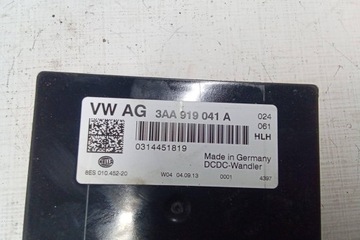 VW AG 3AA 919 041 A 024
061
HLH
0314451819
Made in Germany
DCDC-Wandler
HELLA
8ES 010.452-20 W04 04.09.13 0001 4397